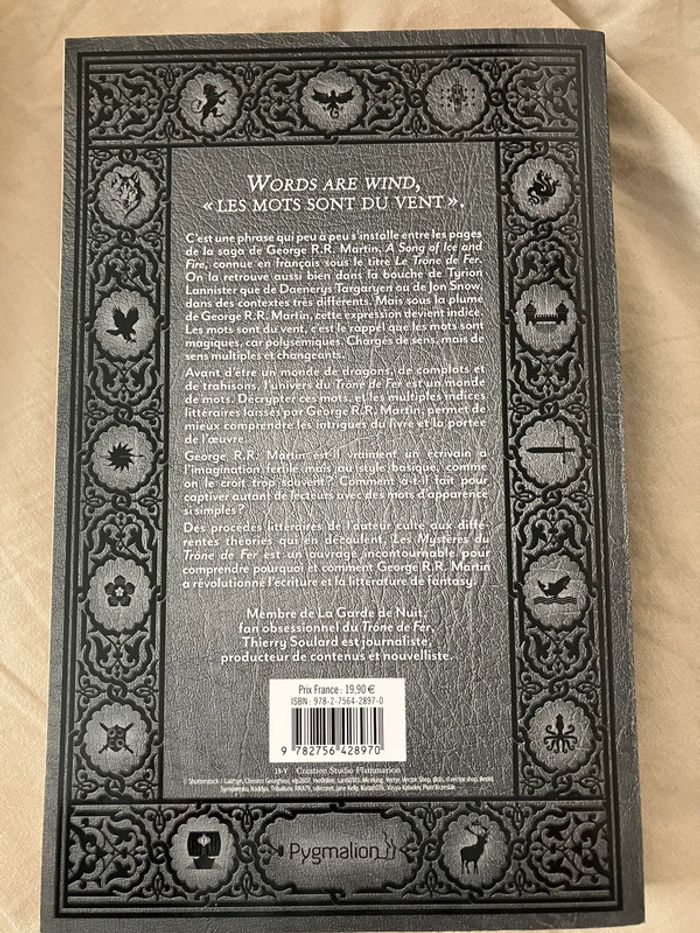 WORDS ARE WIND,
« LES MOTS SONT DU VENT ».
C'est une phrase qui peu à peu s'installe entre les pages
de la saga de George R.R. Martin, A Song of Ice and
Fire, connue en français sous le titre Le Trône de Fer.
On la retrouve aussi bien dans la bouche de Tyrion
Lannister que de Daenerys Targaryen ou de Jon Snow,
dans des contextes très différents. Mais sous la plume
de George R.R. Martin, cette expression devient indice.
Les mots sont du vent, c'est le rappel que les mots sont
magiques, car polysémiques. Chargés de sens, mais de
sens multiples et changeants.
Avant d'être un monde de dragons, de complots et de
trahisons, l'univers du Trône de Fer est un monde
de mots. Décrypter ces mots, et les multiples indices
littéraires laissés par George R.R. Martin, permet de
mieux comprendre les intrigues du livre et la portée
de l'œuvre.
George R.R. Martin est-il vraiment un écrivain à
l'imagination fertile mais au style basique, comme
on le croit trop souvent ? Comment a-t-il fait pour
captiver autant de lecteurs avec des mots d'apparence
si simples ?
Des procédés littéraires de l'auteur culte aux diffé-
rentes théories qui en découlent, Les Mystères du
Trône de Fer est un ouvrage incontournable pour
comprendre pourquoi et comment George R.R. Martin
a révolutionné l'écriture et la littérature de fantasy.
Membre de La Garde de Nuit,
fan obsessionnel du Trône de Fer,
Thierry Soulard est journaliste,
producteur de contenus et nouvelliste.
Prix France : 19,90 €
ISBN : 978-2-7564-2897-0
9 782756 428970
Création Studio Flammarion
© Shutterstock /
Pygmalion